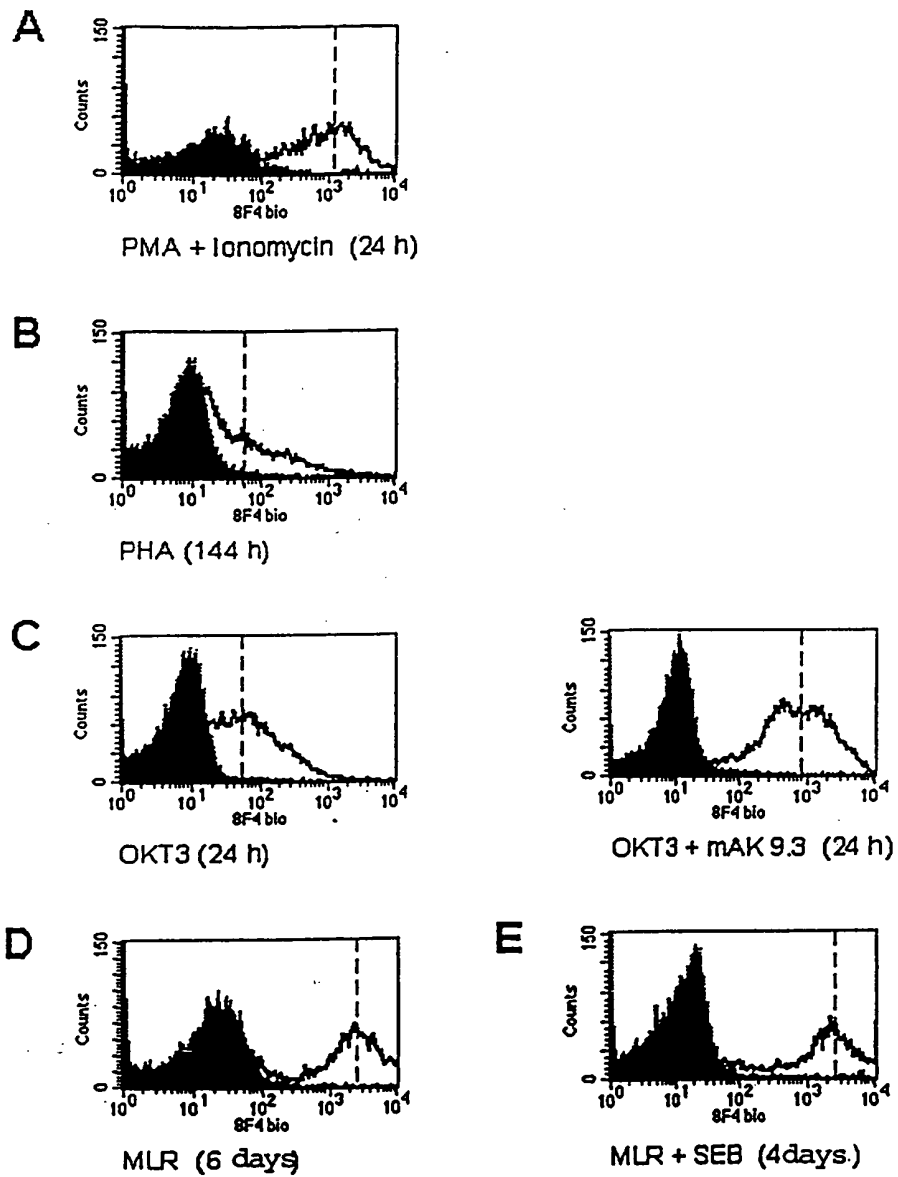 A
150
Counts
0
10^0 10^1 10^2 10^3 10^4
8F4 bio
PMA + Ionomycin (24 h)
B
150
Counts
0
10^0 10^1 10^2 10^3 10^4
8F4 bio
PHA (144 h)
C
150
Counts
0
10^0 10^1 10^2 10^3 10^4
8F4 bio
OKT3 (24 h)
150
Counts
0
10^0 10^1 10^2 10^3 10^4
8F4 bio
OKT3 + mAK 9.3 (24 h)
D
150
Counts
0
10^0 10^1 10^2 10^3 10^4
8F4 bio
MLR (6 days)
E
150
Counts
0
10^0 10^1 10^2 10^3 10^4
8F4 bio
MLR + SEB (4days.)